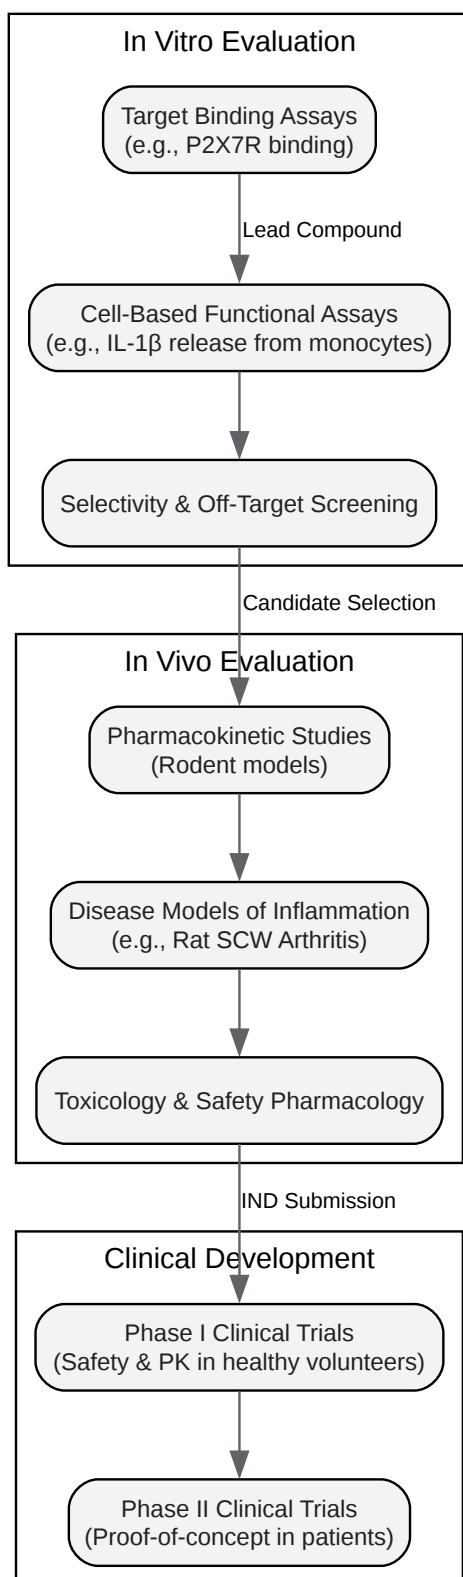 In Vitro Evaluation
Target Binding Assays
(e.g., P2X7R binding)
Lead Compound
Cell-Based Functional Assays
(e.g., IL-1β release from monocytes)
Selectivity & Off-Target Screening
Candidate Selection
In Vivo Evaluation
Pharmacokinetic Studies
(Rodent models)
Disease Models of Inflammation
(e.g., Rat SCW Arthritis)
Toxicology & Safety Pharmacology
IND Submission
Clinical Development
Phase I Clinical Trials
(Safety & PK in healthy volunteers)
Phase II Clinical Trials
(Proof-of-concept in patients)